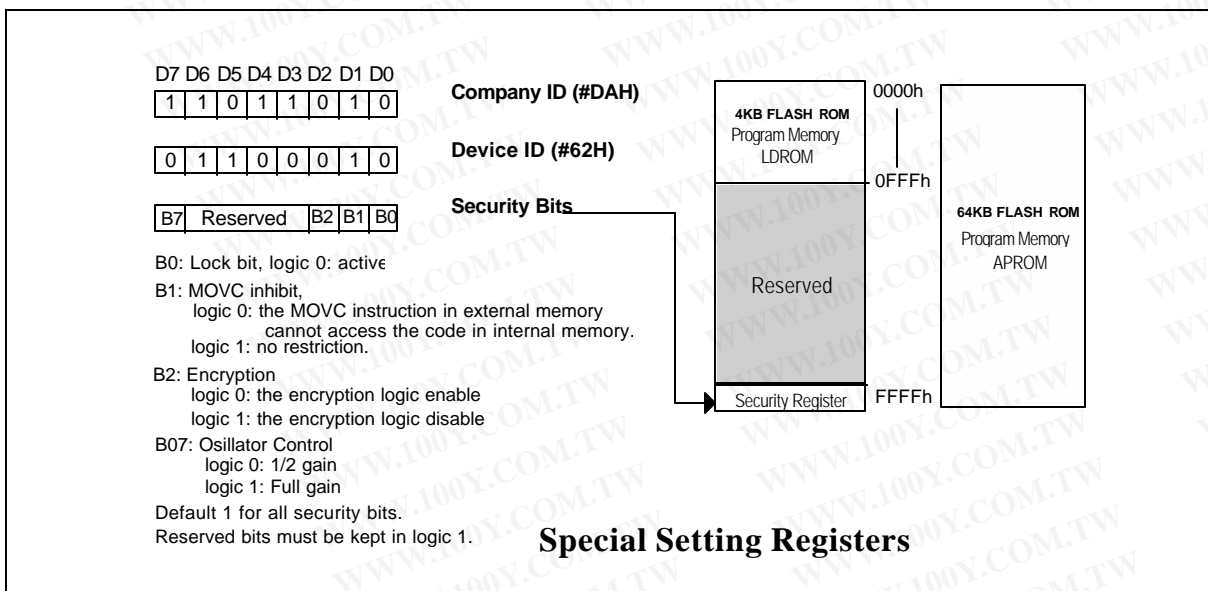 D7 D6 D5 D4 D3 D2 D1 D0
1 1 0 1 1 0 1 0
Company ID (#DAH)
0 1 1 0 0 0 1 0
Device ID (#62H)
B7 Reserved B2 B1 B0
Security Bits
B0: Lock bit, logic 0: active
B1: MOVC inhibit,
logic 0: the MOVC instruction in external memory
cannot access the code in internal memory.
logic 1: no restriction.
B2: Encryption
logic 0: the encryption logic enable
logic 1: the encryption logic disable
B07: Osillator Control
logic 0: 1/2 gain
logic 1: Full gain
Default 1 for all security bits.
Reserved bits must be kept in logic 1.
4KB FLASH ROM
Program Memory
LDROM
0000h
0FFFh
Reserved
Security Register
FFFFh
64KB FLASH ROM
Program Memory
APROM
Special Setting Registers
WWW.100Y.COM.TW